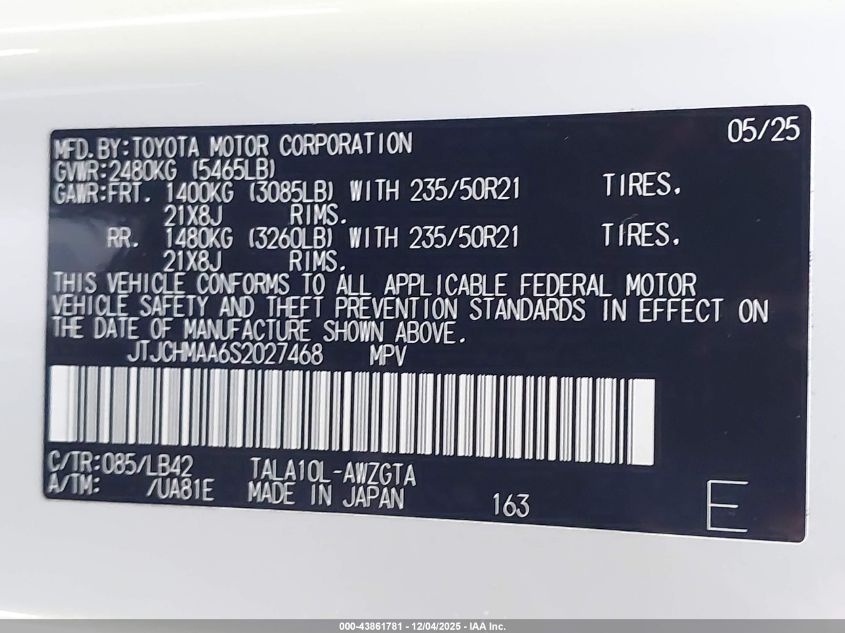 05/25
MFD.BY:TOYOTA MOTOR CORPORATION
GVWR:2480KG (5465LB)
GAWR:FRT. 1400KG (3085LB) WITH 235/50R21 TIRES.
21X8J RIMS.
RR. 1480KG (3260LB) WITH 235/50R21 TIRES.
21X8J RIMS.
THIS VEHICLE CONFORMS TO ALL APPLICABLE FEDERAL MOTOR
VEHICLE SAFETY AND THEFT PREVENTION STANDARDS IN EFFECT ON
THE DATE OF MANUFACTURE SHOWN ABOVE.
JTJCHMAA6S2027468 MPV
C/TR:085/LB42 TALA10L-AWZGTA
A/TM: /UA81E MADE IN JAPAN 163 E
000-43861781 - 12/04/2025 - IAA Inc.